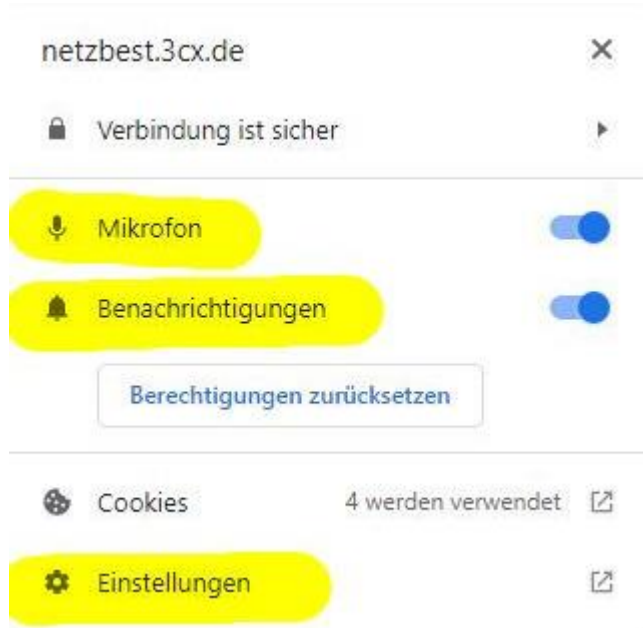 netzbest.3cx.de
Verbindung ist sicher
Mikrofon
Benachrichtigungen
Berechtigungen zurücksetzen
Cookies 4 werden verwendet
Einstellungen